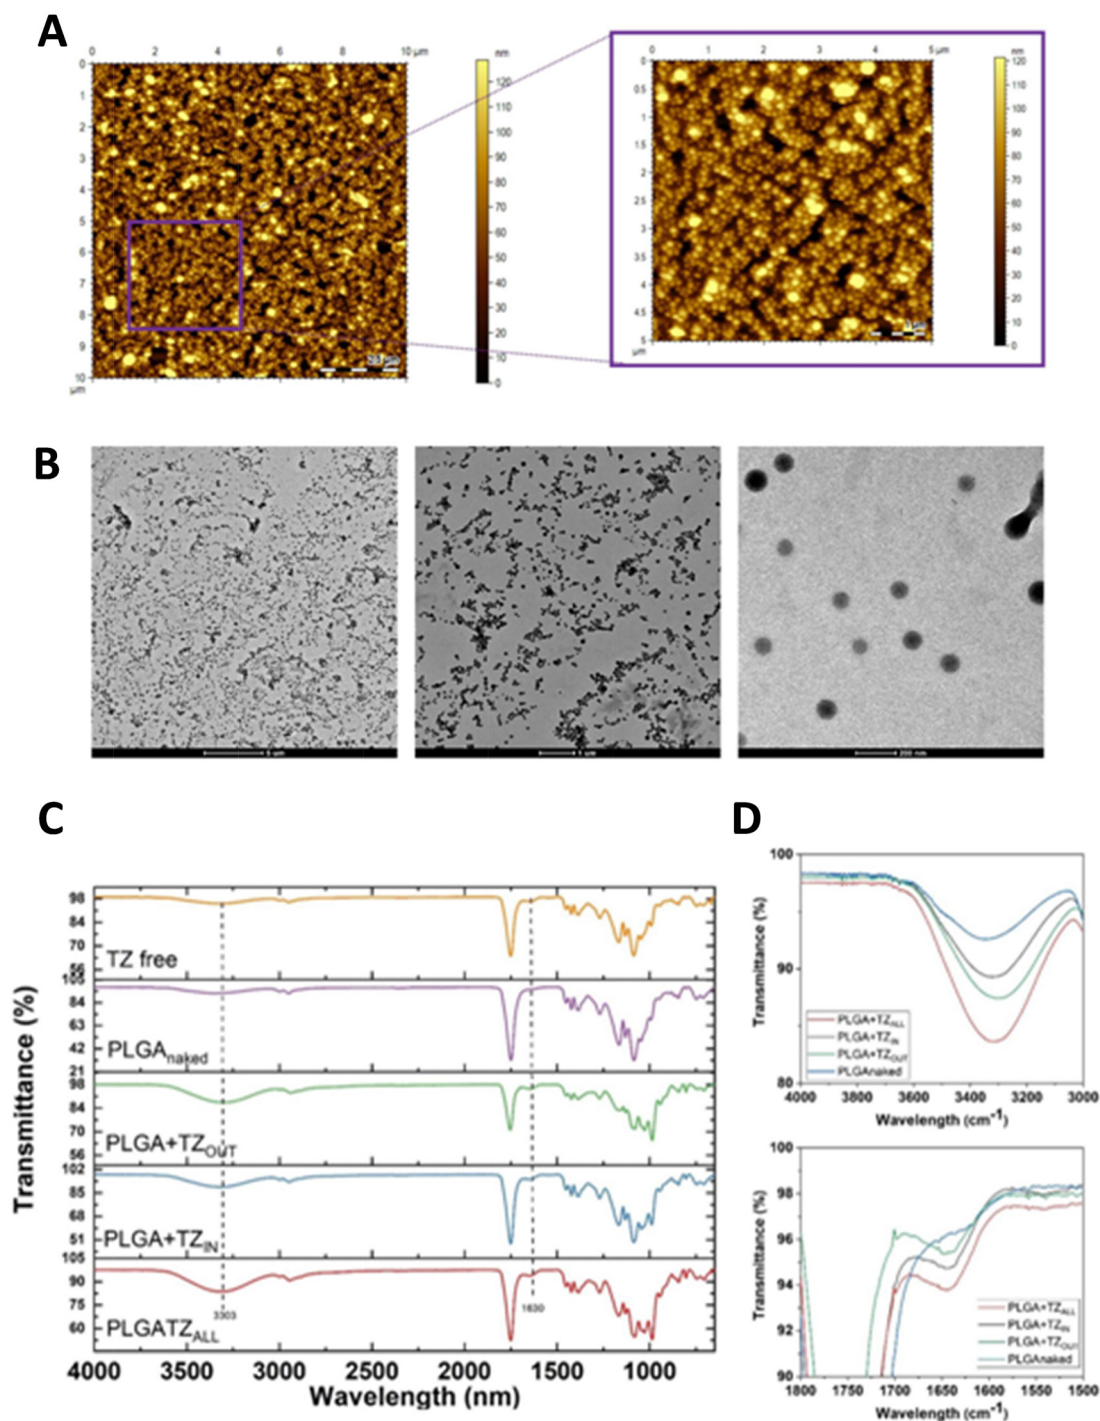 A
0 2 4 6 8 10 µm
0
1
2
3
4
5
6
7
8
9
10
µm
nm
120
110
100
90
80
70
60
50
40
30
20
10
0
0 1 2 3 4 5 µm
0
0.5
1
1.5
2
2.5
3
3.5
4
4.5
5
µm
nm
120
100
80
70
60
50
40
30
20
10
0
B
5 µm
1 µm
200 nm
C
Transmittance (%)
98
84
70
56
TZ free
105
84
63
42
21
PLGAnaked
98
84
70
56
PLGA+TZOUT
102
85
68
51
PLGA+TZIN
105
90
75
60
PLGATZALL
3303
1630
4000 3500 3000 2500 2000 1500 1000
Wavelength (nm)
D
Transmittance (%)
100
90
80
PLGA+TZALL
PLGA+TZIN
PLGA+TZOUT
PLGAnaked
4000 3800 3600 3400 3200 3000
Wavelength (cm-1)
Transmittance (%)
100
98
96
94
92
90
PLGA+TZALL
PLGA+TZIN
PLGA+TZOUT
PLGAnaked
1800 1750 1700 1650 1600 1550 1500
Wavelength (cm-1)